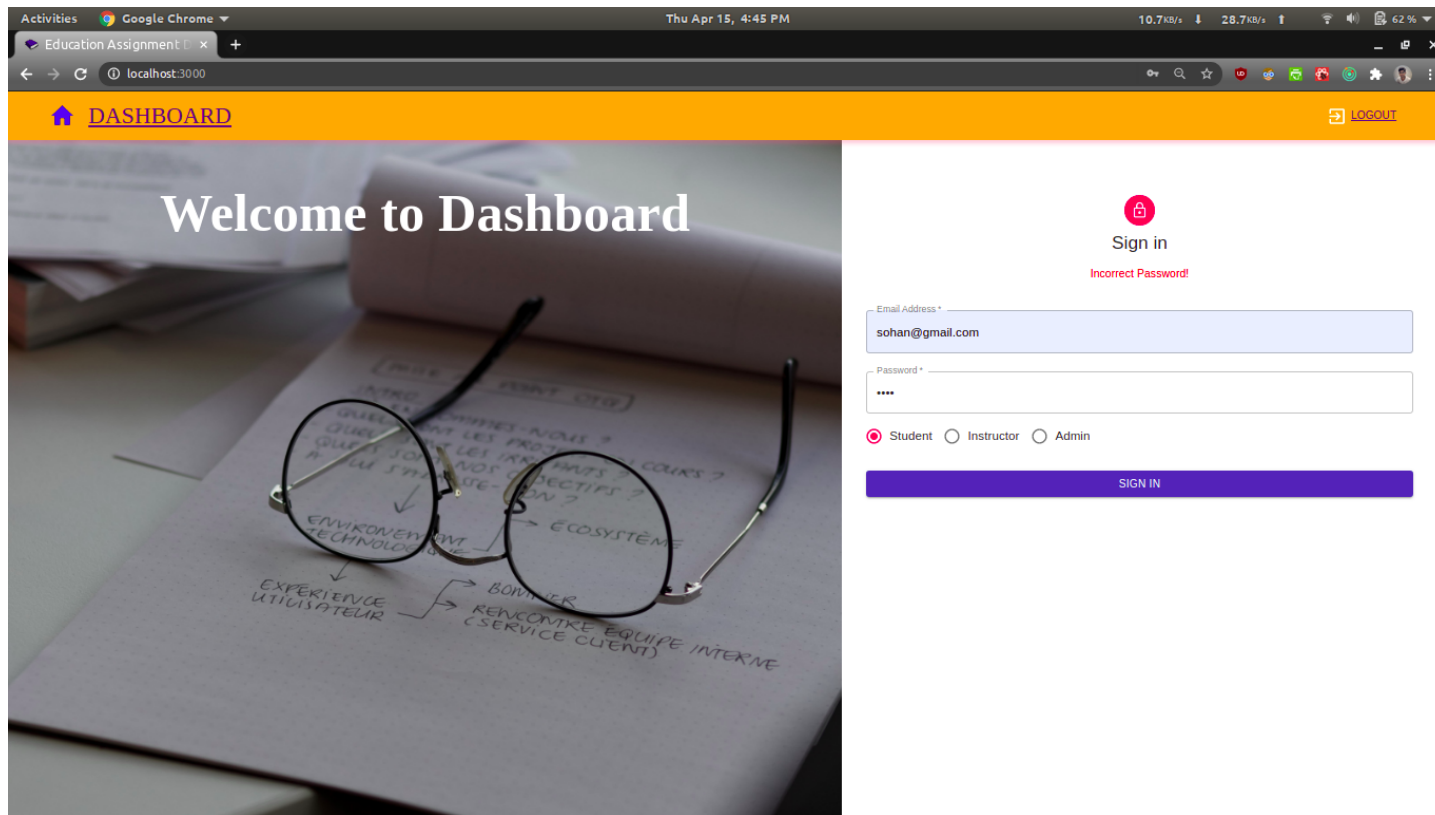 Activities Google Chrome Thu Apr 15, 4:45 PM 10.7KB/s 28.7KB/s 62 %
Education Assignment D
localhost:3000
DASHBOARD LOGOUT
Welcome to Dashboard
Sign in
Incorrect Password!
Email Address *
sohan@gmail.com
Password *
••••
Student Instructor Admin
SIGN IN
INTRO
ENVIRONEMENT
TECHNOLOGIQUE
ECOSYSTÈME
EXPERIENCE
UTILISATEUR
RENCONTRE EQUIPE INTERNE
(SERVICE CLIENT)